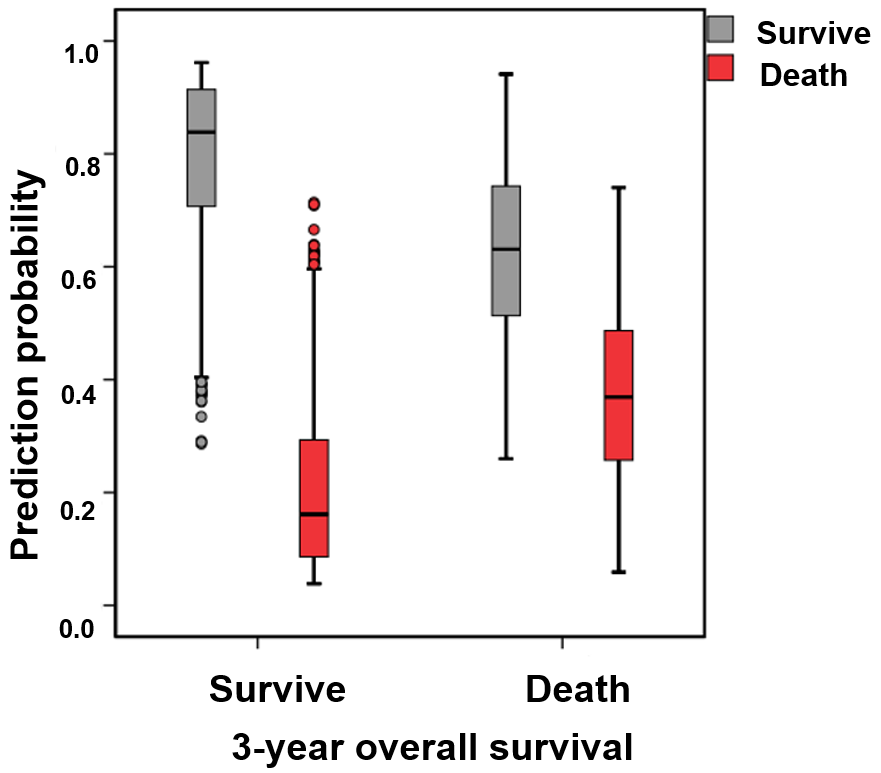 Survive
Death
Prediction probability
1.0
0.8
0.6
0.4
0.2
0.0
Survive Death
3-year overall survival